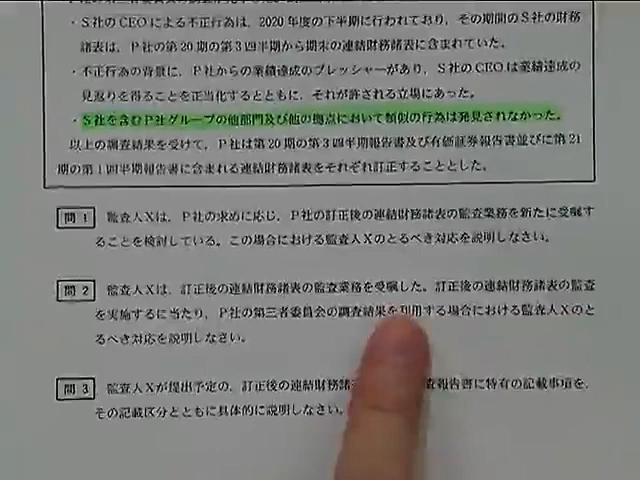 ・S社のCEOによる不正行為は、2020年度の下半期に行われており、その期間のS社の財務
諸表は、P社の第20期の第3四半期から期末の連結財務諸表に含まれていた。
・不正行為の背景に、P社からの業績達成のプレッシャーがあり、S社のCEOは業績達成の
見返りを得ることを正当化するとともに、それが許される立場にあった。
・S社を含むP社グループの他部門及び他の拠点において類似の行為は発見されなかった。
以上の調査結果を受けて、P社は第20期の第3四半期報告書及び有価証券報告書並びに第21
期の第1四半期報告書に含まれる連結財務諸表をそれぞれ訂正することとした。
問1 監査人Xは、P社の求めに応じ、P社の訂正後の連結財務諸表の監査業務を新たに受嘱す
ることを検討している。この場合における監査人Xのとるべき対応を説明しなさい。
問2 監査人Xは、訂正後の連結財務諸表の監査業務を受嘱した。訂正後の連結財務諸表の監査
を実施するに当たり、P社の第三者委員会の調査結果を利用する場合における監査人Xのと
るべき対応を説明しなさい。
問3 監査人Xが提出予定の、訂正後の連結財務諸 査報告書に特有の記載事項を、
その記載区分とともに具体的に説明しなさい。